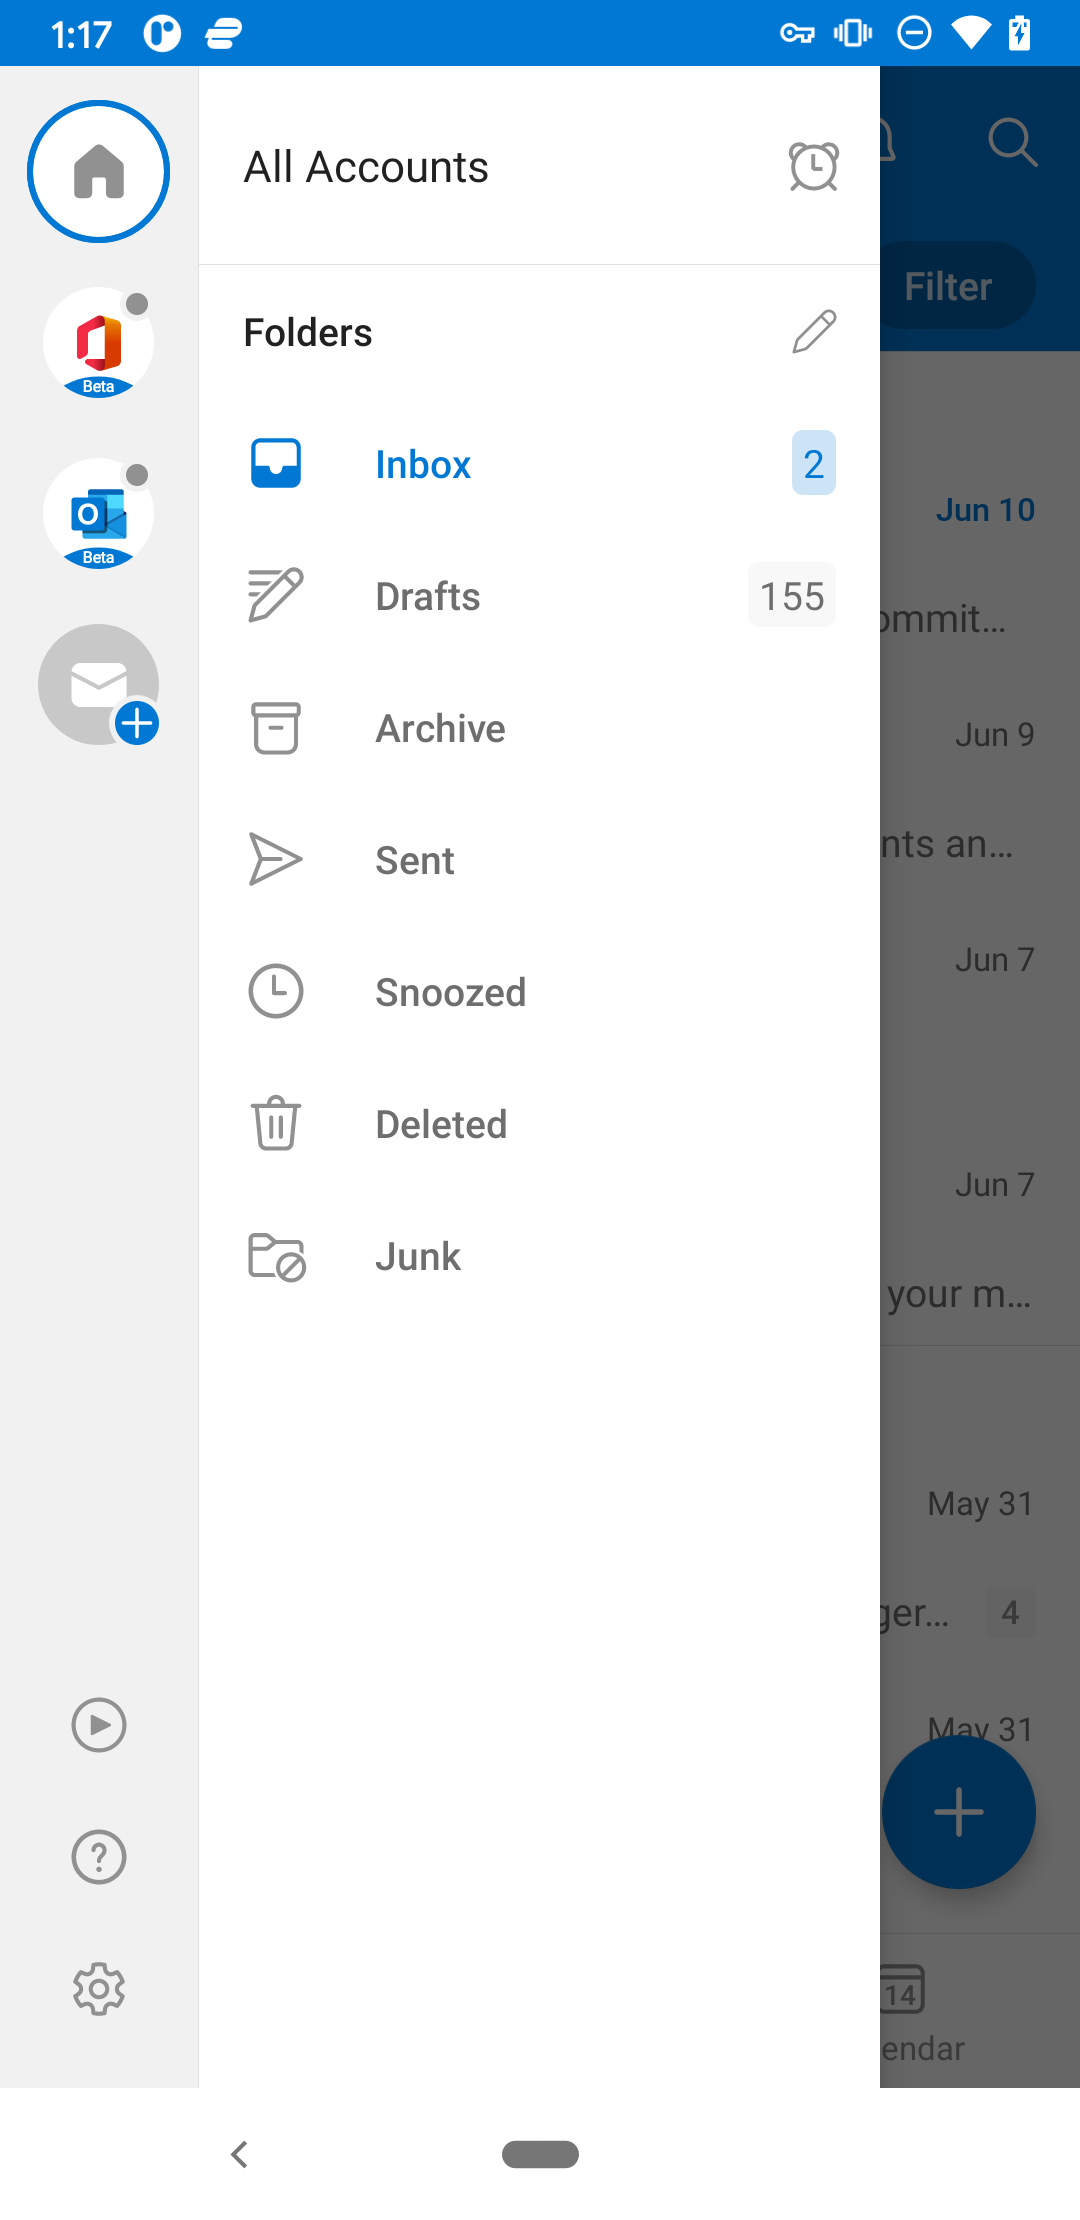 1:17
All Accounts
Filter
Beta
Folders
Inbox 2
Jun 10
Beta
Drafts 155
ommit...
Archive
Jun 9
nts an...
Sent
Jun 7
Snoozed
Deleted
Jun 7
Junk
your m...
May 31
ger... 4
May 31
14
endar